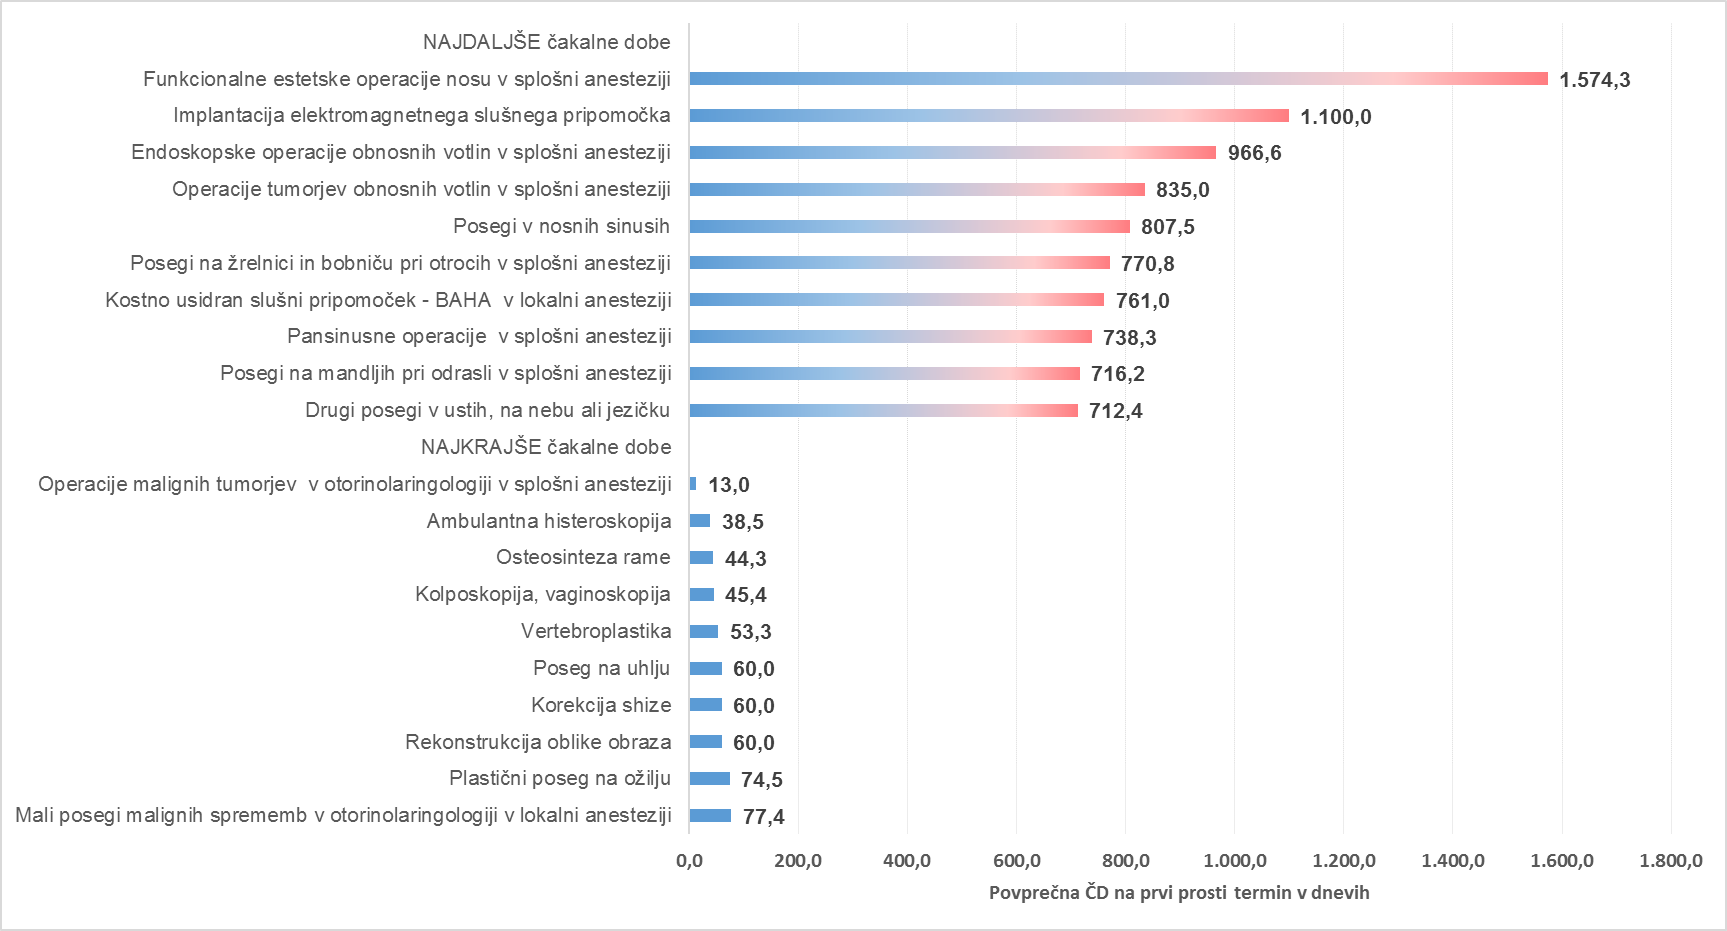 NAJDALJŠE čakalne dobe
Funkcionalne estetske operacije nosu v splošni anesteziji 1.574,3
Implantacija elektromagnetnega slušnega pripomočka 1.100,0
Endoskopske operacije obnosnih votlin v splošni anesteziji 966,6
Operacije tumorjev obnosnih votlin v splošni anesteziji 835,0
Posegi v nosnih sinusih 807,5
Posegi na žrelnici in bobniču pri otrocih v splošni anesteziji 770,8
Kostno usidran slušni pripomoček - BAHA  v lokalni anesteziji 761,0
Pansinusne operacije  v splošni anesteziji 738,3
Posegi na mandljih pri odrasli v splošni anesteziji 716,2
Drugi posegi v ustih, na nebu ali jezičku 712,4
NAJKRAJŠE čakalne dobe
Operacije malignih tumorjev  v otorinolaringologiji v splošni anesteziji 13,0
Ambulantna histeroskopija 38,5
Osteosinteza rame 44,3
Kolposkopija, vaginoskopija 45,4
Vertebroplastika 53,3
Poseg na uhlju 60,0
Korekcija shize 60,0
Rekonstrukcija oblike obraza 60,0
Plastični poseg na ožilju 74,5
Mali posegi malignih sprememb v otorinolaringologiji v lokalni anesteziji 77,4
0,0 200,0 400,0 600,0 800,0 1.000,0 1.200,0 1.400,0 1.600,0 1.800,0
Povprečna ČD na prvi prosti termin v dnevih